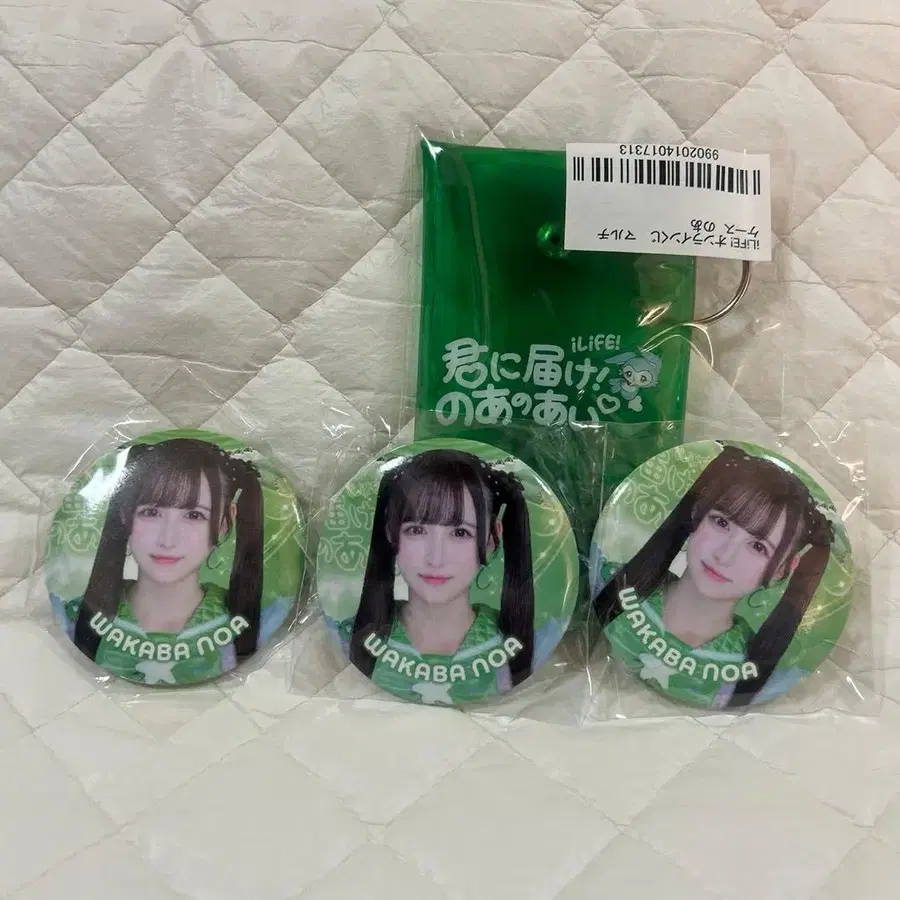 9902014017313
iLiFE! オンラインくじ マルチ
ケース のあ
iLiFE!
君に届け!
のあのあい♡
WAKABA NOA
WAKABA NOA
WAKABA NOA